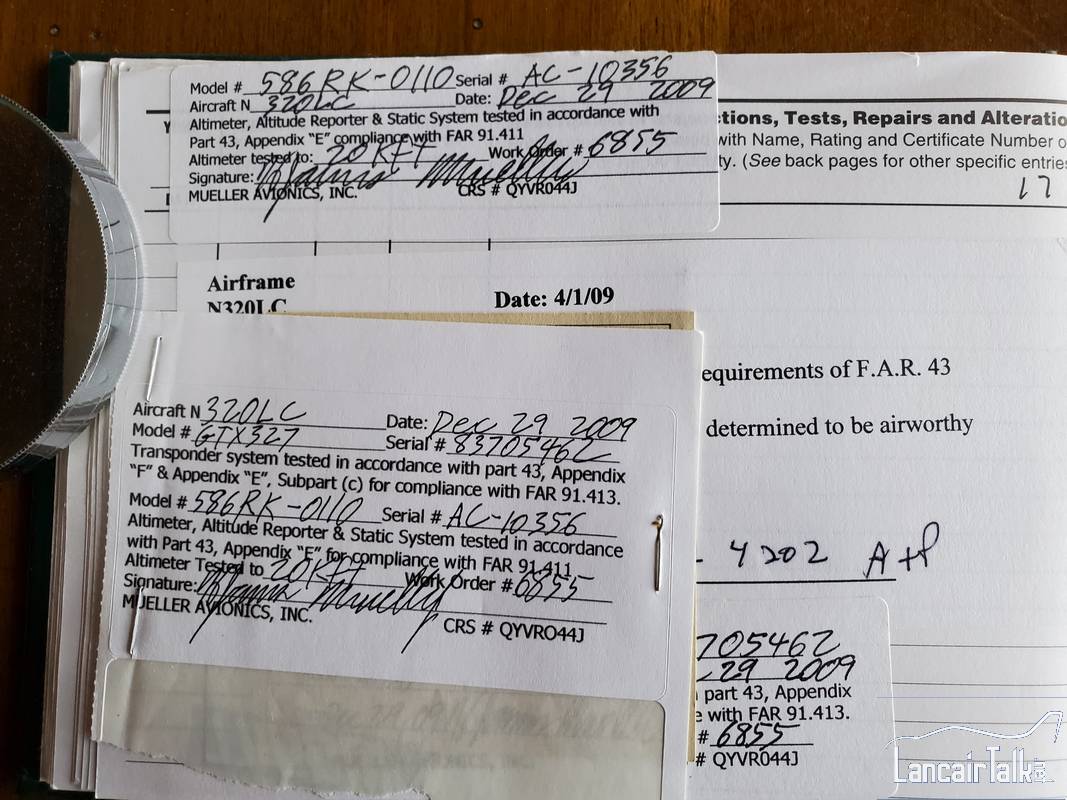 Model # 586RK-0110 Serial # AC-10356
Aircraft N 320LC Date: Dec 29 2009
Altimeter, Altitude Reporter & Static System tested in accordance with
Part 43, Appendix "E" compliance with FAR 91.411
Altimeter tested to: 20KFT Work Order # 6855
Signature:
MUELLER AVIONICS, INC. CRS # QYVR044J
ctions, Tests, Repairs and Alteratio
with Name, Rating and Certificate Number o
ty. (See back pages for other specific entries
17
Airframe
N320LC Date: 4/1/09
equirements of F.A.R. 43
determined to be airworthy
- 4202 A+P
Aircraft N 320LC Date: Dec 29 2009
Model # GTX327 Serial # 83705462
Transponder system tested in accordance with part 43, Appendix
"F" & Appendix "E", Subpart (c) for compliance with FAR 91.413.
Model # 586RK-0110 Serial # AC-10356
Altimeter, Altitude Reporter & Static System tested in accordance
with Part 43, Appendix "E" for compliance with FAR 91.411
Altimeter Tested to 20KFT Work Order # 6855
Signature:
MUELLER AVIONICS, INC.
CRS # QYVRO44J
705462
29 2009
part 43, Appendix
e with FAR 91.413.
# 6855
# QYVR044J
LancairTalk